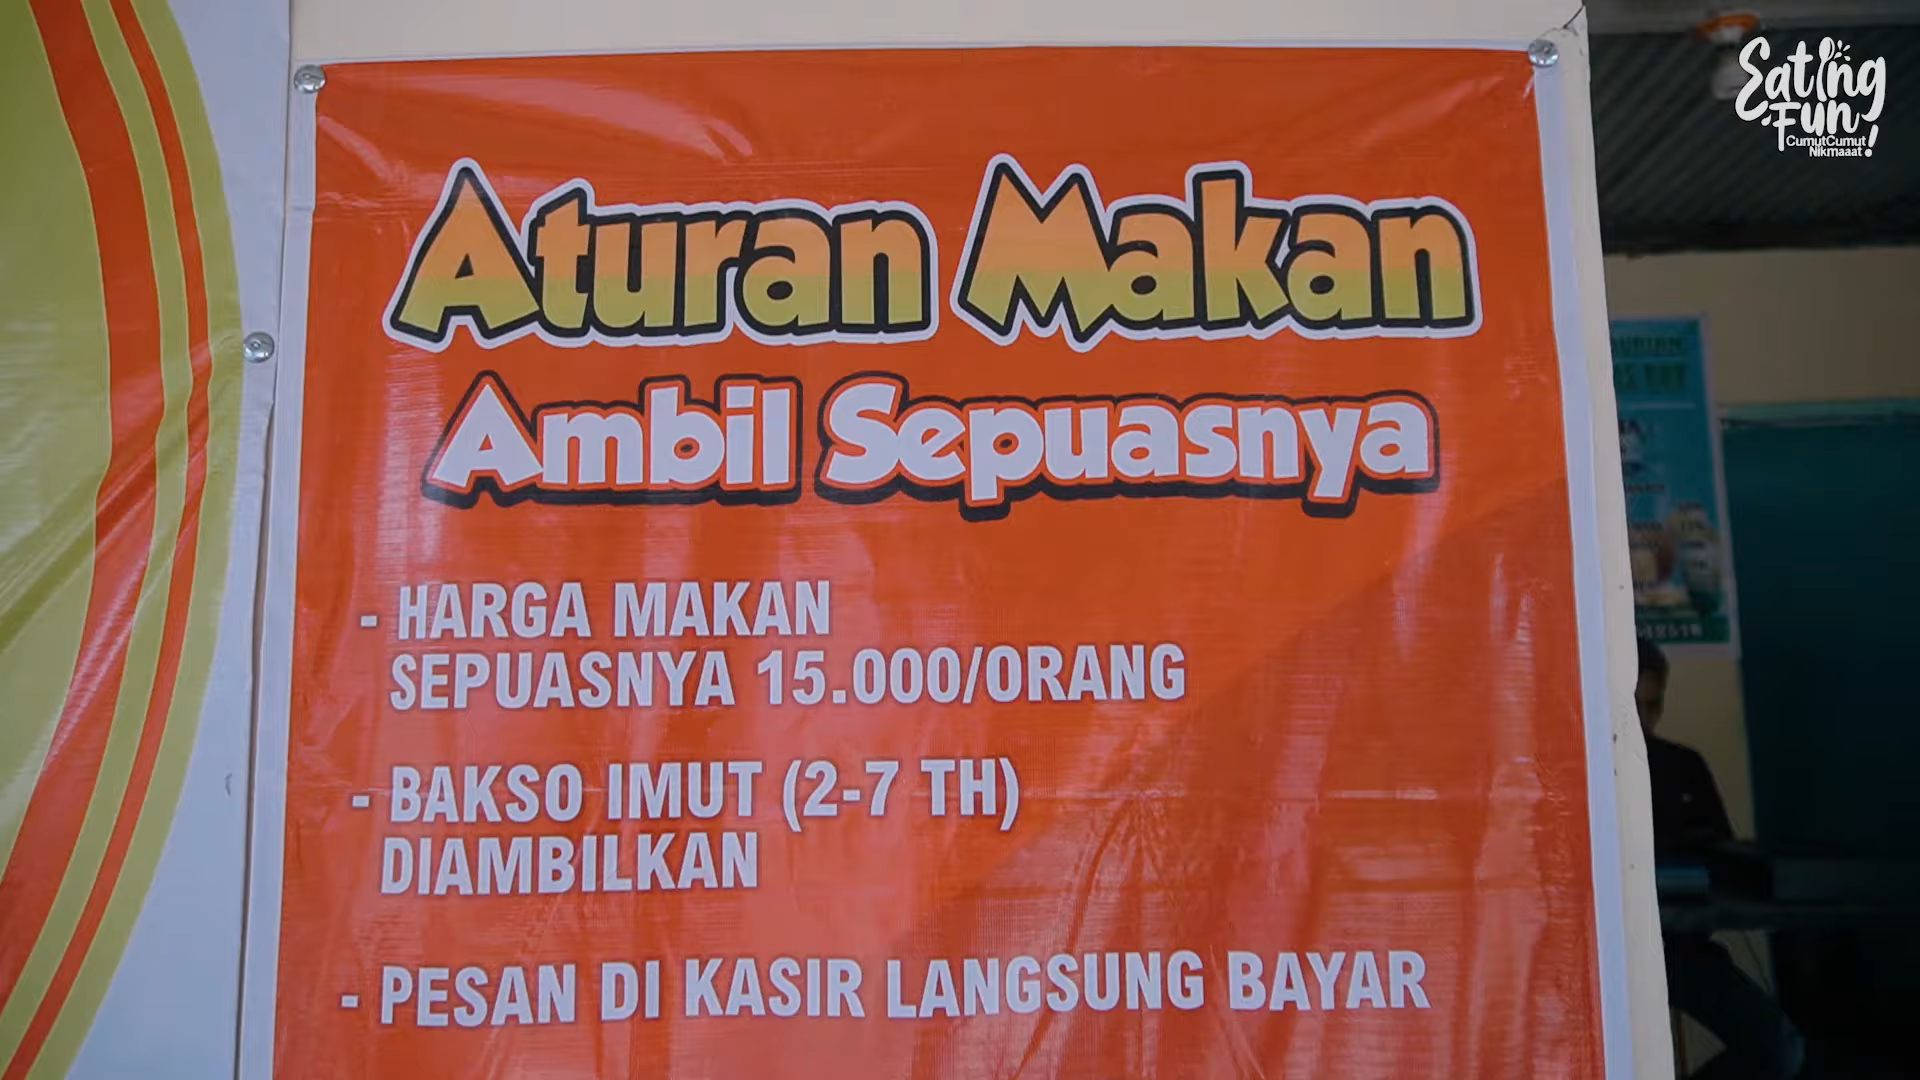 Eating
Fun!
CumutCumut
Nikmaaat
Aturan Makan
Ambil Sepuasnya
- HARGA MAKAN
SEPUASNYA 15.000/ORANG
- BAKSO IMUT (2-7 TH)
DIAMBILKAN
- PESAN DI KASIR LANGSUNG BAYAR